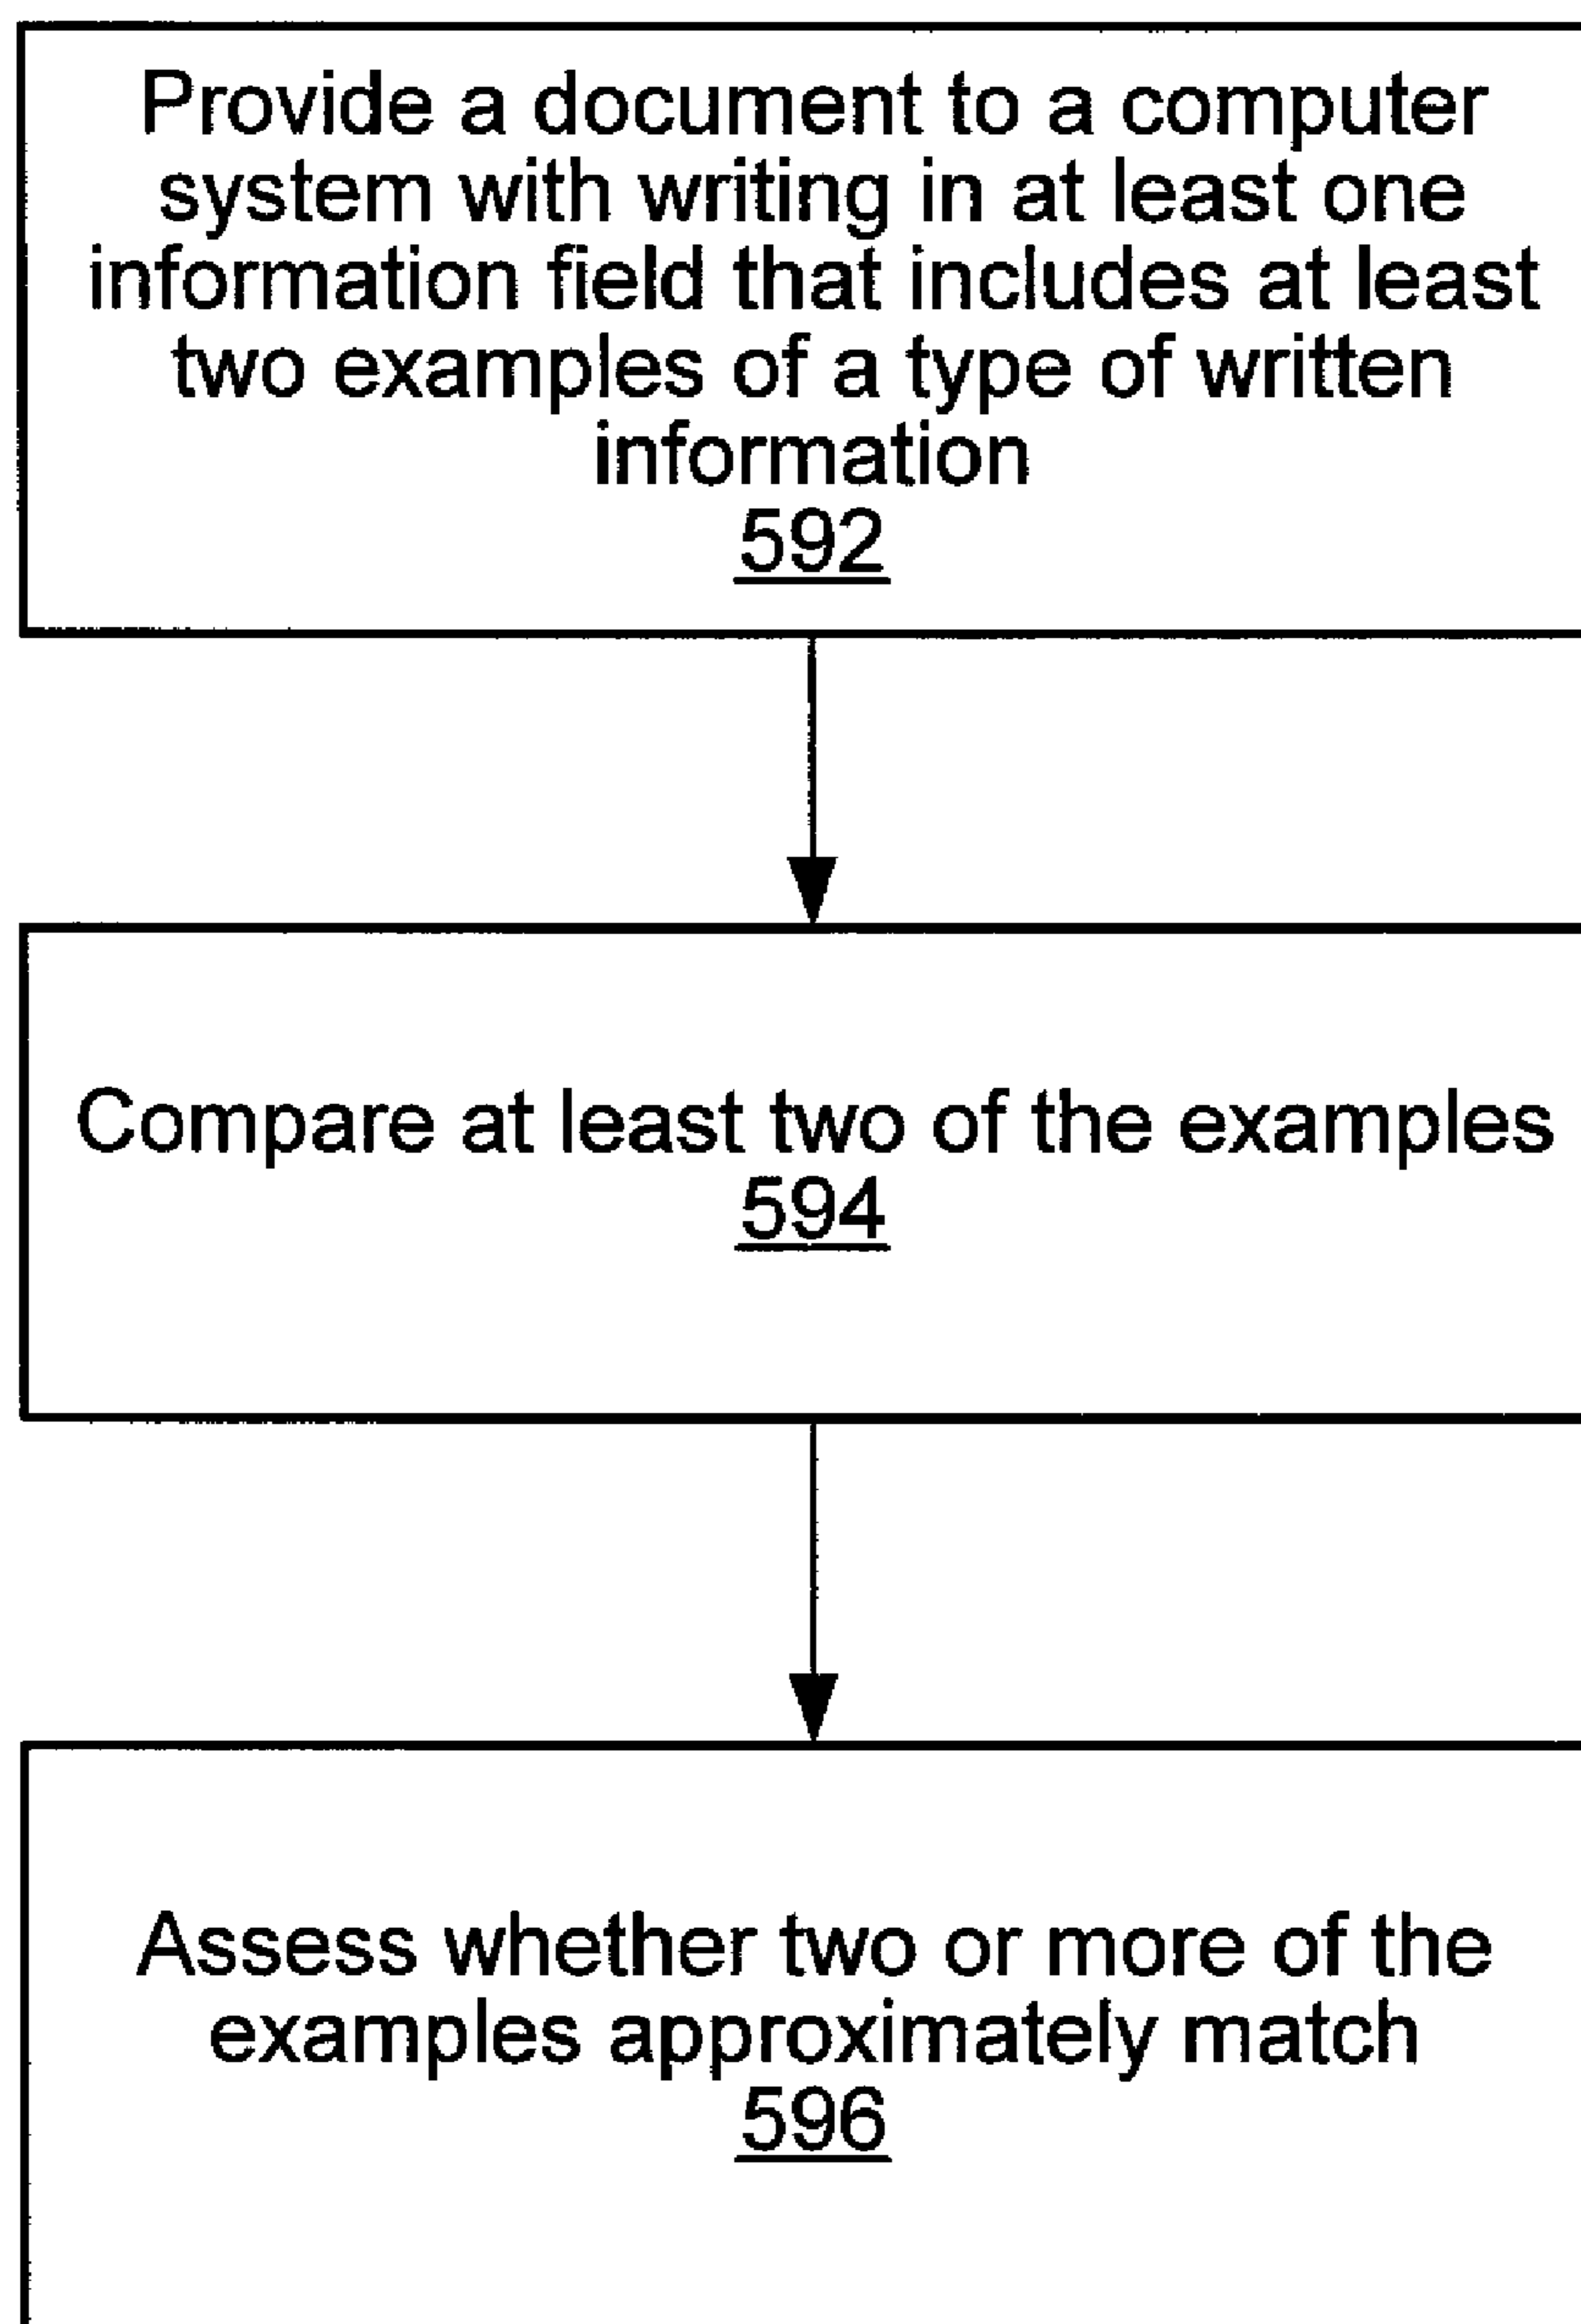 Provide a document to a computer
system with writing in at least one
information field that includes at least
two examples of a type of written
information
592
Compare at least two of the examples
594
Assess whether two or more of the
examples approximately match
596